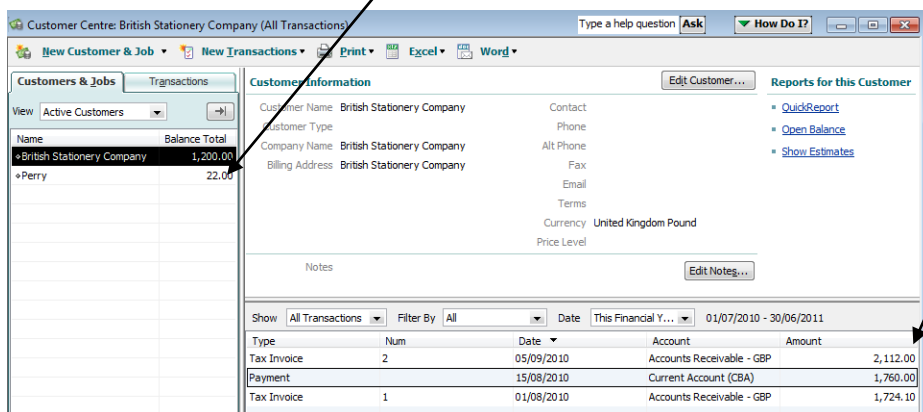 Customer Centre: British Stationery Company (All Transactions)
Type a help question Ask How Do I?
New Customer & Job New Transactions Print Excel Word
Customers & Jobs Transactions
View Active Customers
Name Balance Total
British Stationery Company 1,200.00
Perry 22.00
Customer Information Edit Customer... Reports for this Customer
Customer Name British Stationery Company Contact QuickReport
Customer Type Phone Open Balance
Company Name British Stationery Company Alt Phone Show Estimates
Billing Address British Stationery Company Fax
Email
Terms
Currency United Kingdom Pound
Price Level
Notes Edit Notes...
Show All Transactions Filter By All Date This Financial Y... 01/07/2010 - 30/06/2011
Type Num Date Account Amount
Tax Invoice 2 05/09/2010 Accounts Receivable - GBP 2,112.00
Payment 15/08/2010 Current Account (CBA) 1,760.00
Tax Invoice 1 01/08/2010 Accounts Receivable - GBP 1,724.10